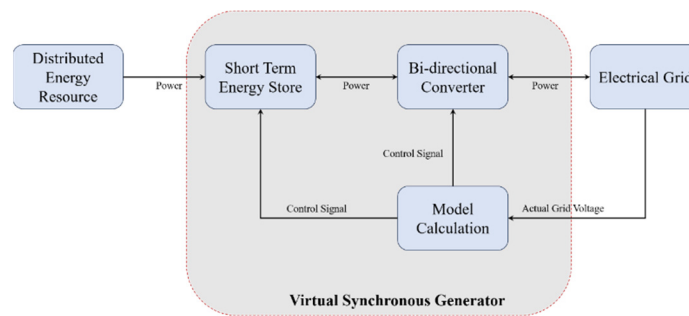 Distributed
Energy
Resource
Power
Short Term
Energy Store
Power
Bi-directional
Converter
Power
Electrical Grid
Control Signal
Control Signal
Model
Calculation
Actual Grid Voltage
Virtual Synchronous Generator